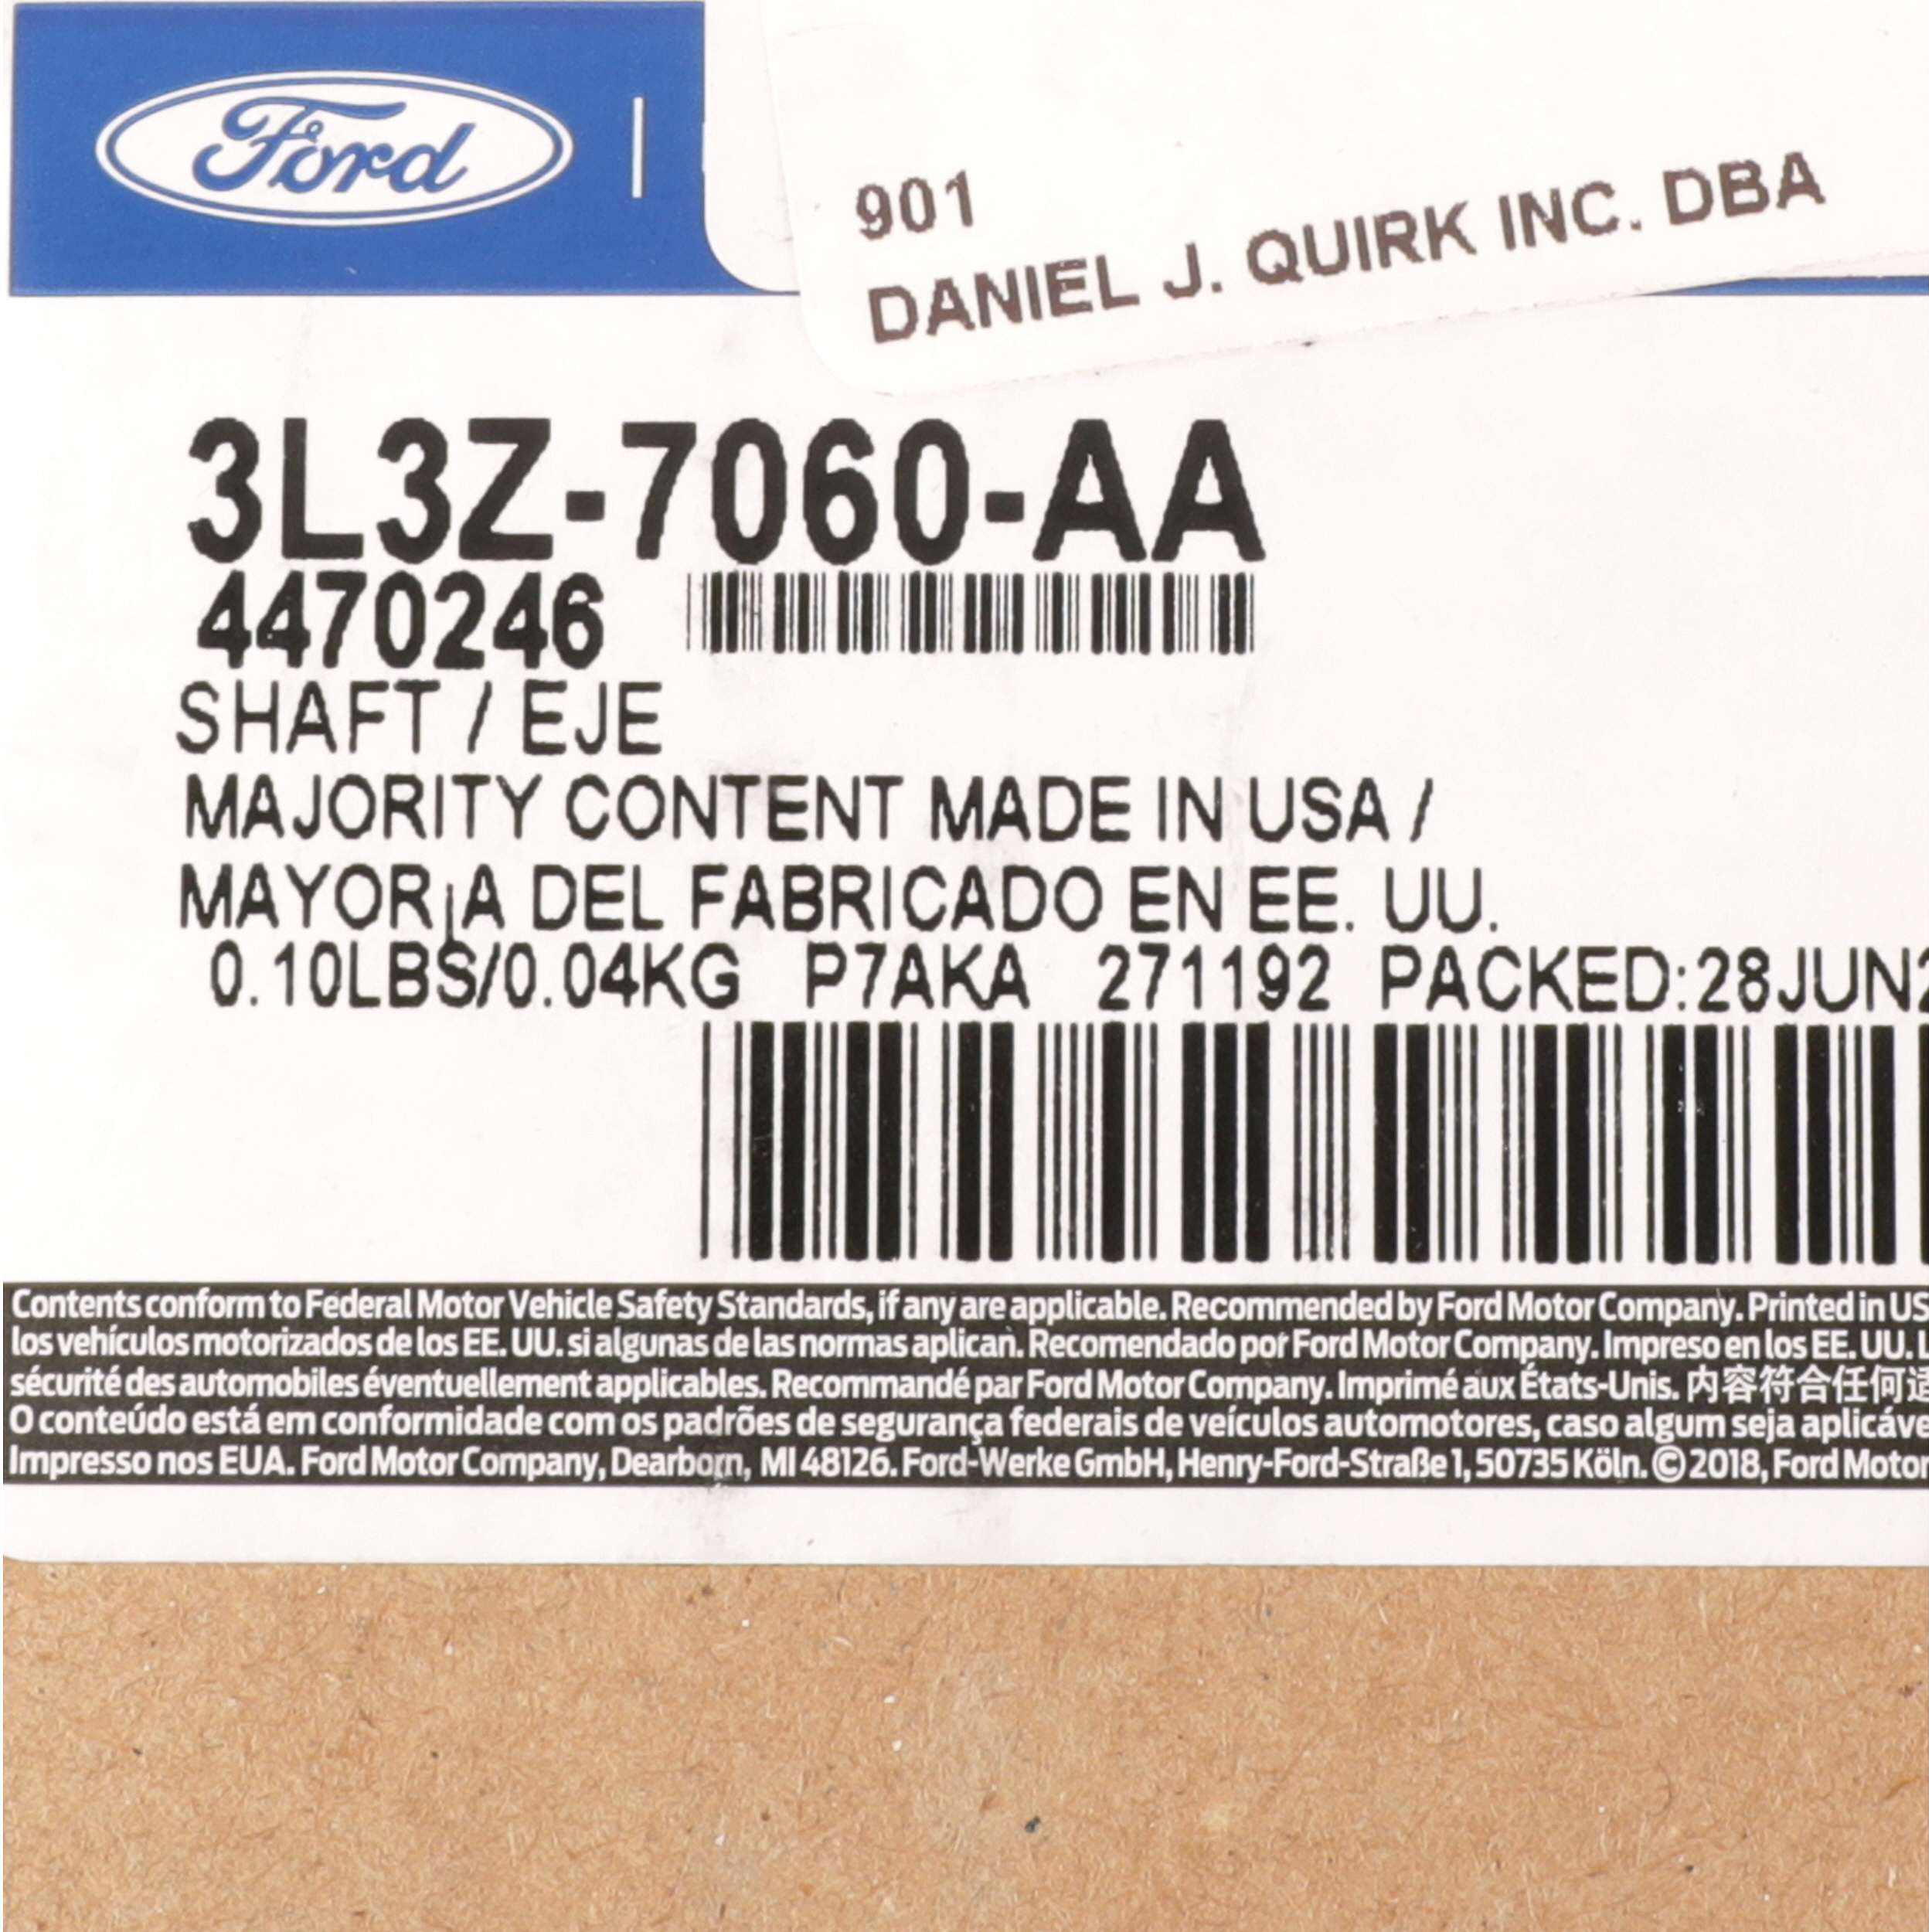 Ford
901
DANIEL J. QUIRK INC. DBA
3L3Z-7060-AA
4470246
SHAFT / EJE
MAJORITY CONTENT MADE IN USA /
MAYOR¡A DEL FABRICADO EN EE. UU.
0.10LBS/0.04KG P7AKA 271192 PACKED:28JUN2
Contents conform to Federal Motor Vehicle Safety Standards, if any are applicable. Recommended by Ford Motor Company. Printed in US
los vehículos motorizados de los EE. UU. si algunas de las normas aplican. Recomendado por Ford Motor Company. Impreso en los EE. UU. L
sécurité des automobiles éventuellement applicables. Recommandé par Ford Motor Company. Imprimé aux États-Unis. 内容符合任何适
O conteúdo está em conformidade com os padrões de segurança federais de veículos automotores, caso algum seja aplicáve
Impresso nos EUA. Ford Motor Company, Dearborn, MI 48126. Ford-Werke GmbH, Henry-Ford-Straße 1, 50735 Köln. © 2018, Ford Motor